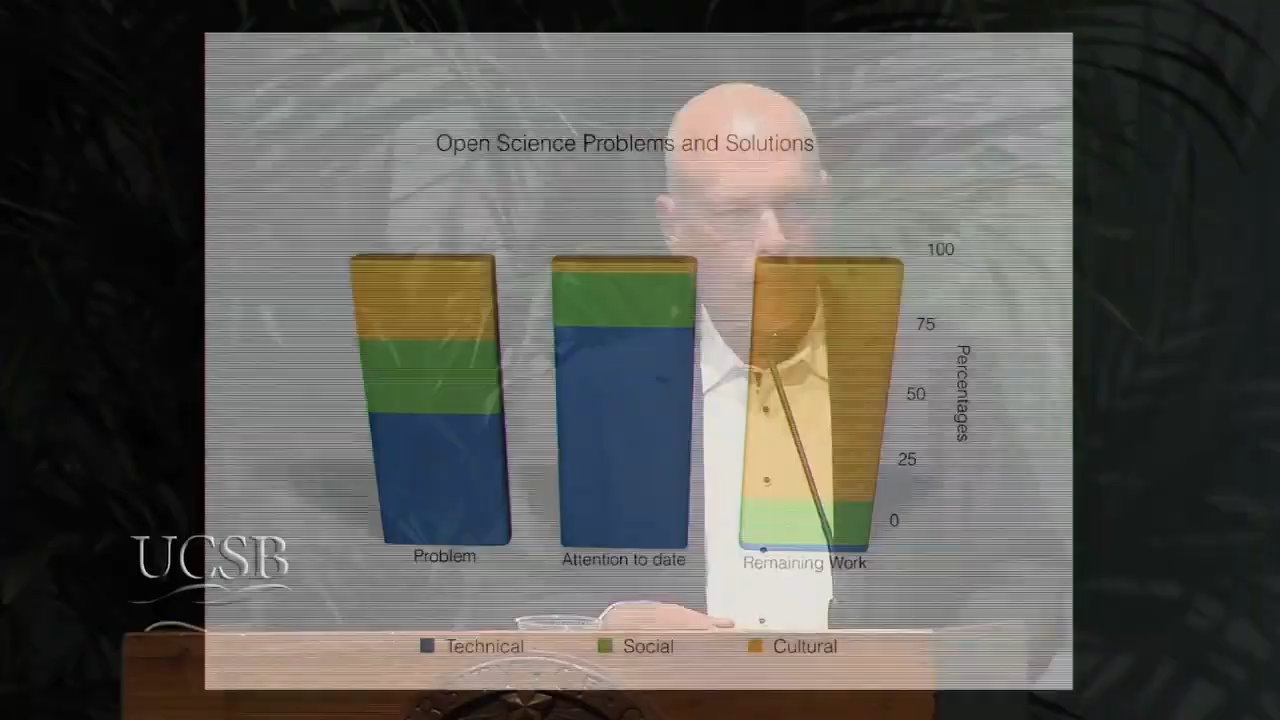 Open Science Problems and Solutions
100
75
50
25
0
Percentages
Problem
Attention to date
Remaining Work
Technical
Social
Cultural
UCSB